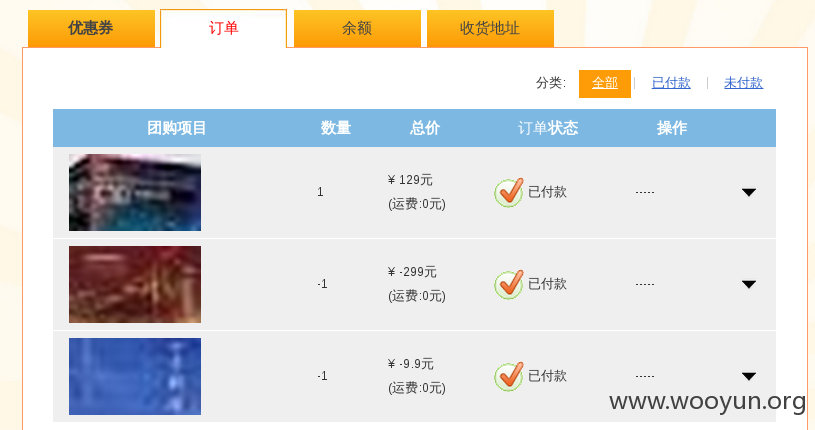 优惠券 订单 余额 收货地址
分类: 全部 已付款 未付款
团购项目 数量 总价 订单状态 操作
1 ¥ 129元 (运费:0元) 已付款 -----
-1 ¥ -299元 (运费:0元) 已付款 -----
-1 ¥ -9.9元 (运费:0元) 已付款 -----
www.wooyun.org